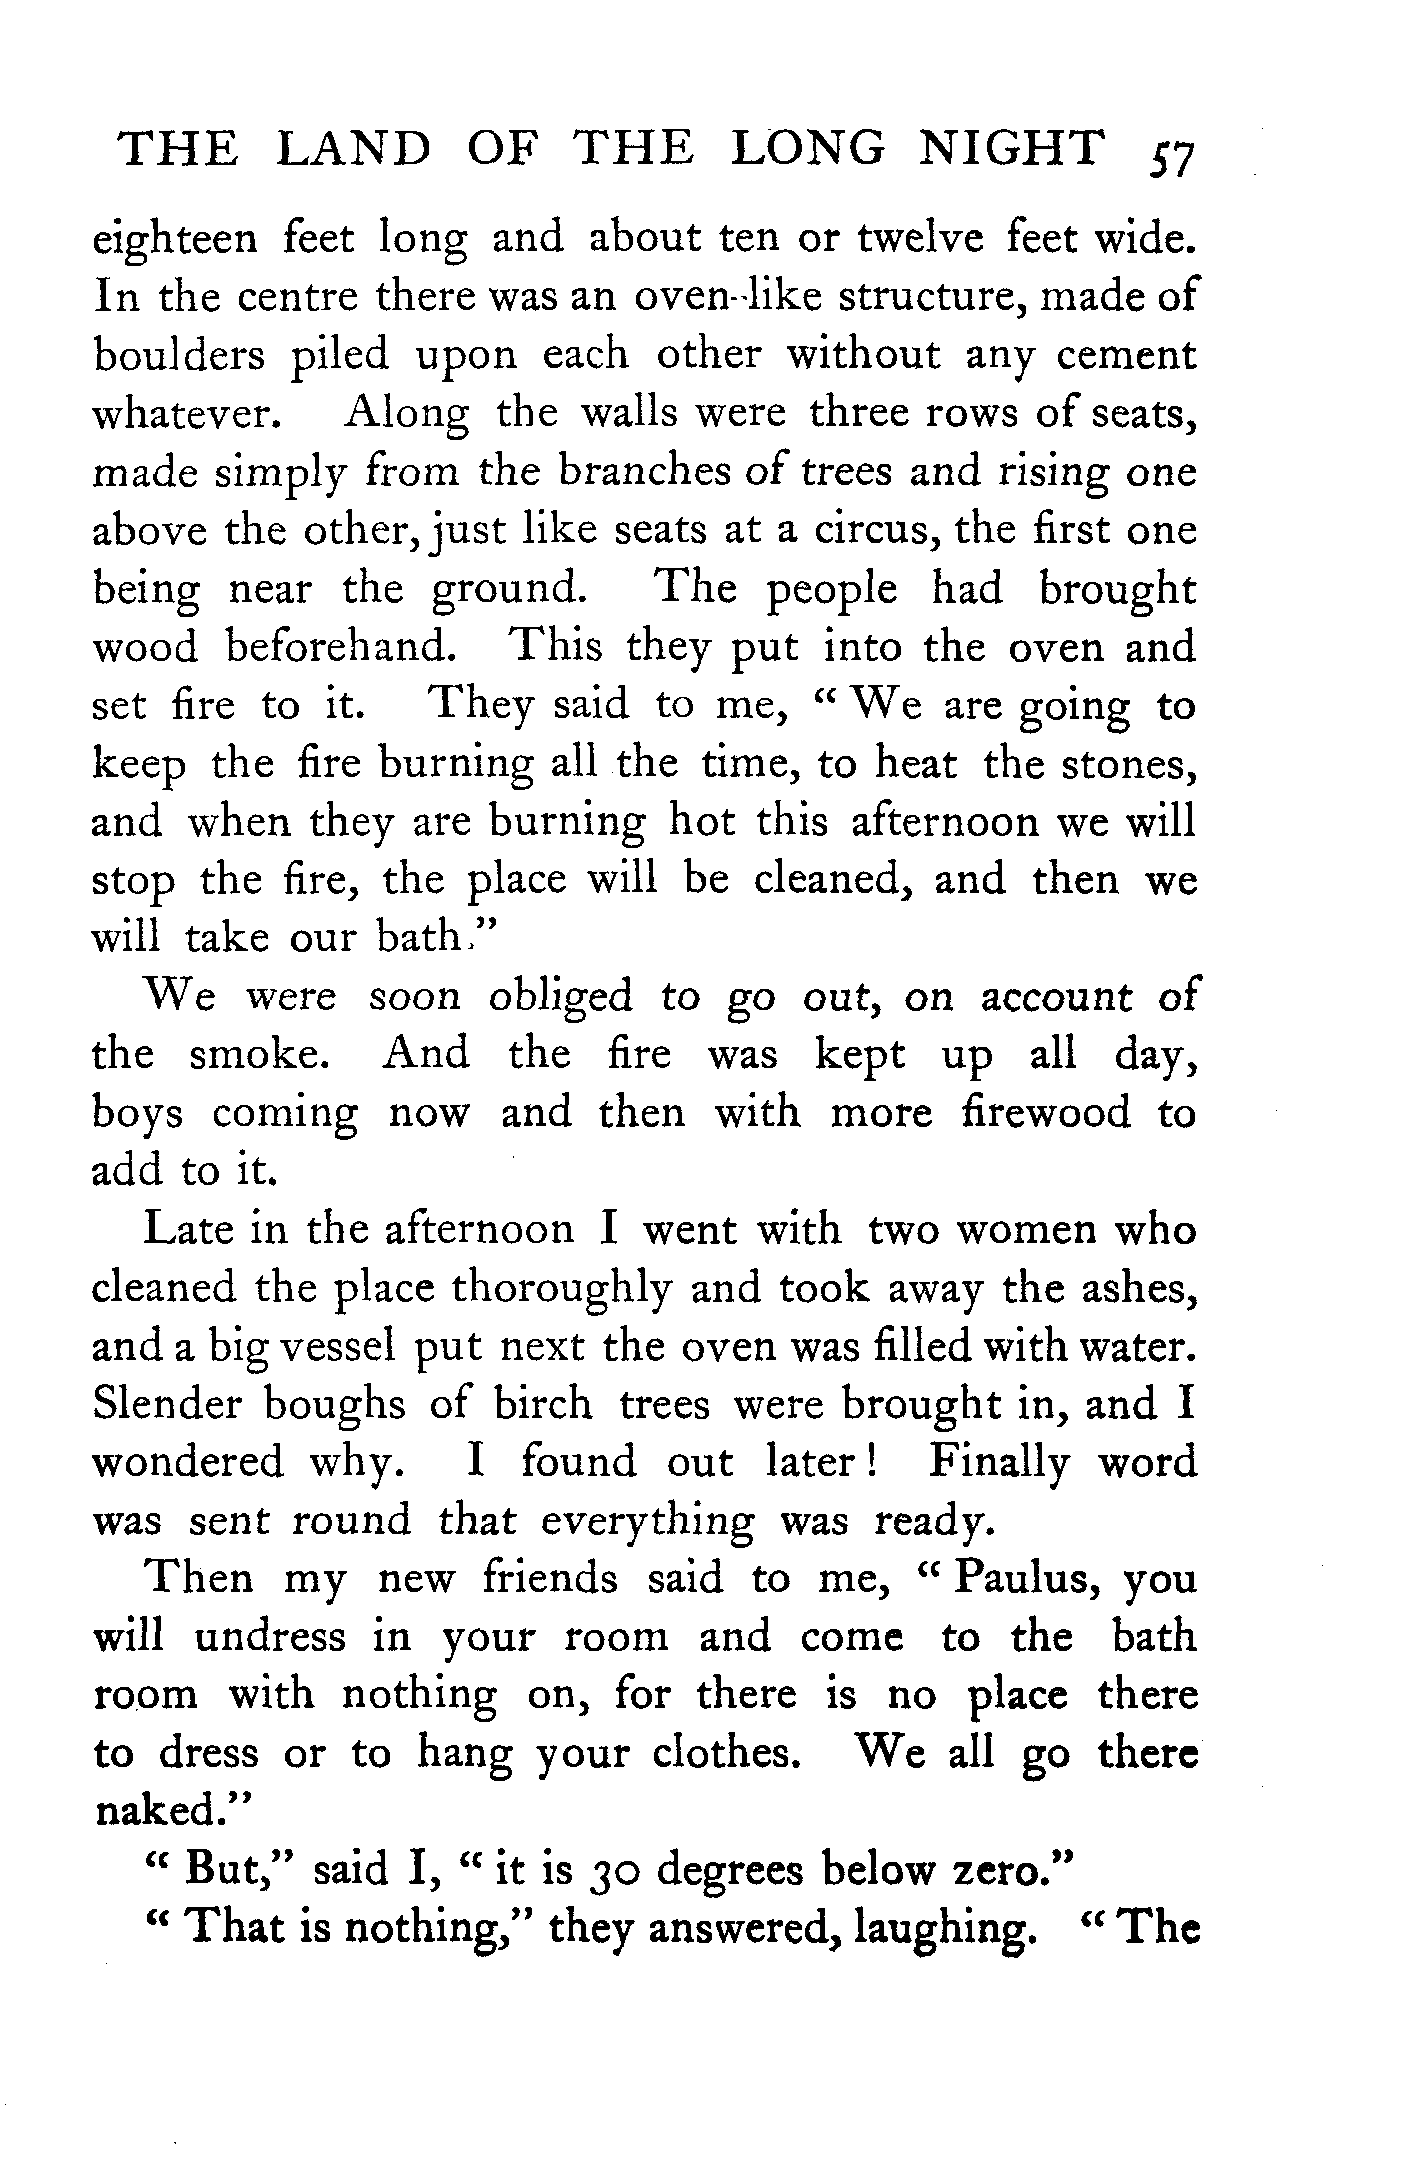 THE LAND OF THE LONG NIGHT 57
eighteen feet long and about ten or twelve feet wide.
In the centre there was an oven-like structure, made of
boulders piled upon each other without any cement
whatever. Along the walls were three rows of seats,
made simply from the branches of trees and rising one
above the other, just like seats at a circus, the first one
being near the ground. The people had brought
wood beforehand. This they put into the oven and
set fire to it. They said to me, “ We are going to
keep the fire burning all the time, to heat the stones,
and when they are burning hot this afternoon we will
stop the fire, the place will be cleaned, and then we
will take our bath.”
We were soon obliged to go out, on account of
the smoke. And the fire was kept up all day,
boys coming now and then with more firewood to
add to it.
Late in the afternoon I went with two women who
cleaned the place thoroughly and took away the ashes,
and a big vessel put next the oven was filled with water.
Slender boughs of birch trees were brought in, and I
wondered why. I found out later ! Finally word
was sent round that everything was ready.
Then my new friends said to me, “ Paulus, you
will undress in your room and come to the bath
room with nothing on, for there is no place there
to dress or to hang your clothes. We all go there
naked.”
“ But,” said I, “ it is 30 degrees below zero.”
“ That is nothing,” they answered, laughing. “ The